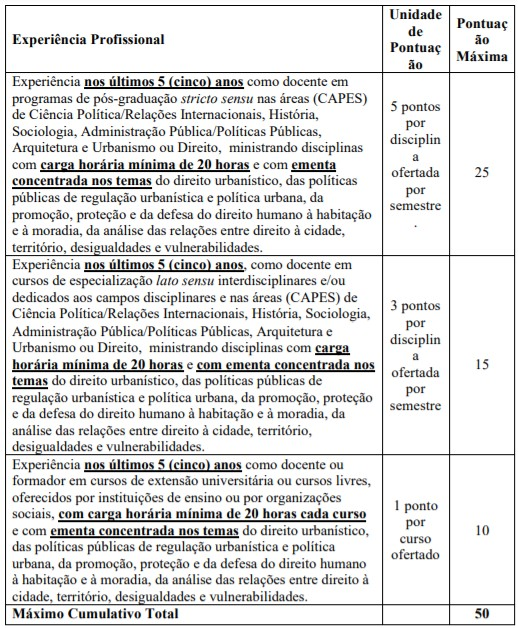 Experiência Profissional
Unidade
de
Pontuaç
ão
Pontuaç
ão
Máxima
Experiência nos últimos 5 (cinco) anos como docente em
programas de pós-graduação stricto sensu nas áreas (CAPES)
de Ciência Política/Relações Internacionais, História,
Sociologia, Administração Pública/Políticas Públicas,
Arquitetura e Urbanismo ou Direito, ministrando disciplinas
com carga horária mínima de 20 horas e com ementa
concentrada nos temas do direito urbanístico, das políticas
públicas de regulação urbanística e política urbana, da
promoção, proteção e da defesa do direito humano à habitação
e à moradia, da análise das relações entre direito à cidade,
território, desigualdades e vulnerabilidades.
5 pontos
por
disciplin
a
ofertada
por
semestre
.
25
Experiência nos últimos 5 (cinco) anos, como docente em
cursos de especialização lato sensu interdisciplinares e/ou
dedicados aos campos disciplinares e nas áreas (CAPES) de
Ciência Política/Relações Internacionais, História, Sociologia,
Administração Pública/Políticas Públicas, Arquitetura e
Urbanismo ou Direito, ministrando disciplinas com carga
horária mínima de 20 horas e com ementa concentrada nos
temas do direito urbanístico, das políticas públicas de
regulação urbanística e política urbana, da promoção, proteção
e da defesa do direito humano à habitação e à moradia, da
análise das relações entre direito à cidade, território,
desigualdades e vulnerabilidades.
3 pontos
por
disciplin
a
ofertada
por
semestre
15
Experiência nos últimos 5 (cinco) anos como docente ou
formador em cursos de extensão universitária ou cursos livres,
oferecidos por instituições de ensino ou por organizações
sociais, com carga horária mínima de 20 horas cada curso
e com ementa concentrada nos temas do direito urbanístico,
das políticas públicas de regulação urbanística e política
urbana, da promoção, proteção e da defesa do direito humano
à habitação e à moradia, da análise das relações entre direito à
cidade, território, desigualdades e vulnerabilidades.
1 ponto
por
curso
ofertado
10
Máximo Cumulativo Total
50